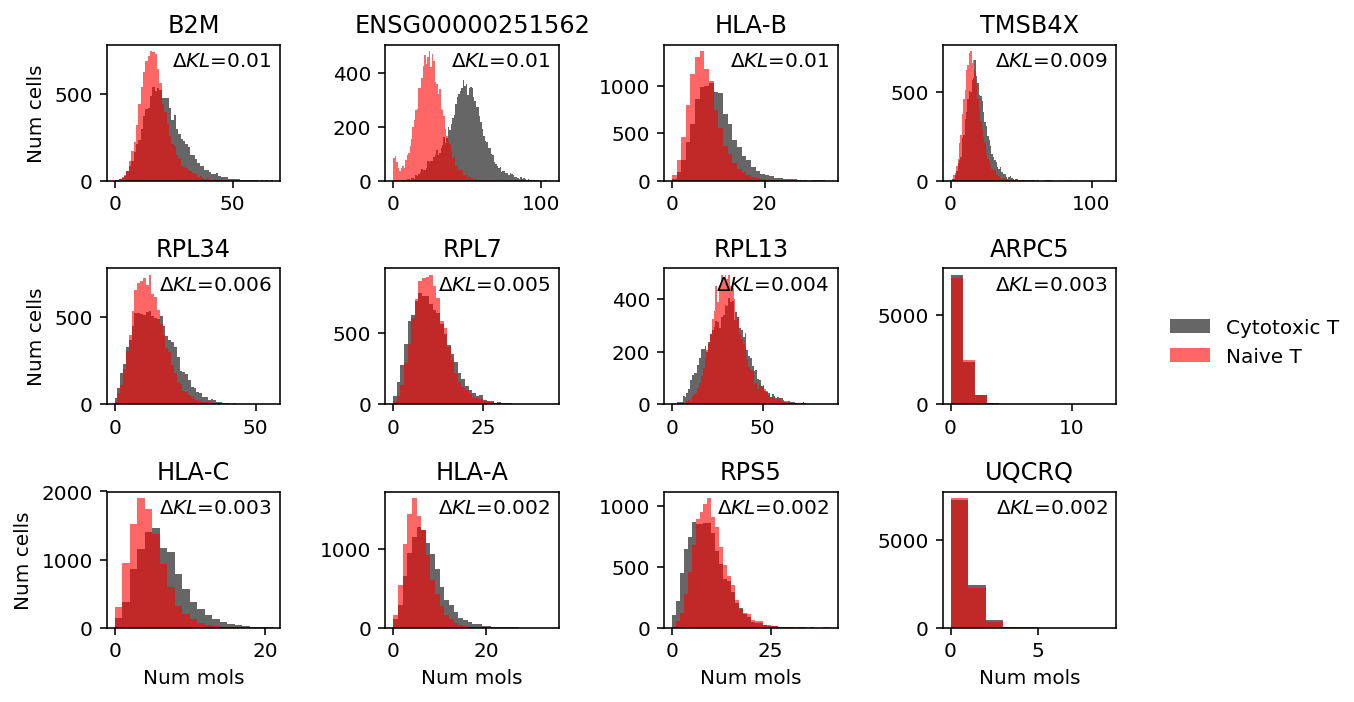 B2M
ENSG00000251562
HLA-B
TMSB4X
ΔKL=0.01
ΔKL=0.01
ΔKL=0.01
ΔKL=0.009
Num cells
500
0
0 50
400
200
0
0 100
1000
500
0
0 20
500
0
0 100
RPL34
RPL7
RPL13
ARPC5
ΔKL=0.006
ΔKL=0.005
ΔKL=0.004
ΔKL=0.003
Num cells
500
0
0 50
500
0
0 25
400
200
0
0 50
5000
0
0 10
Cytotoxic T
Naive T
HLA-C
HLA-A
RPS5
UQCRQ
ΔKL=0.003
ΔKL=0.002
ΔKL=0.002
ΔKL=0.002
Num cells
2000
1000
0
0 20
1000
0
0 20
1000
500
0
0 25
5000
0
0 5
Num mols
Num mols
Num mols
Num mols